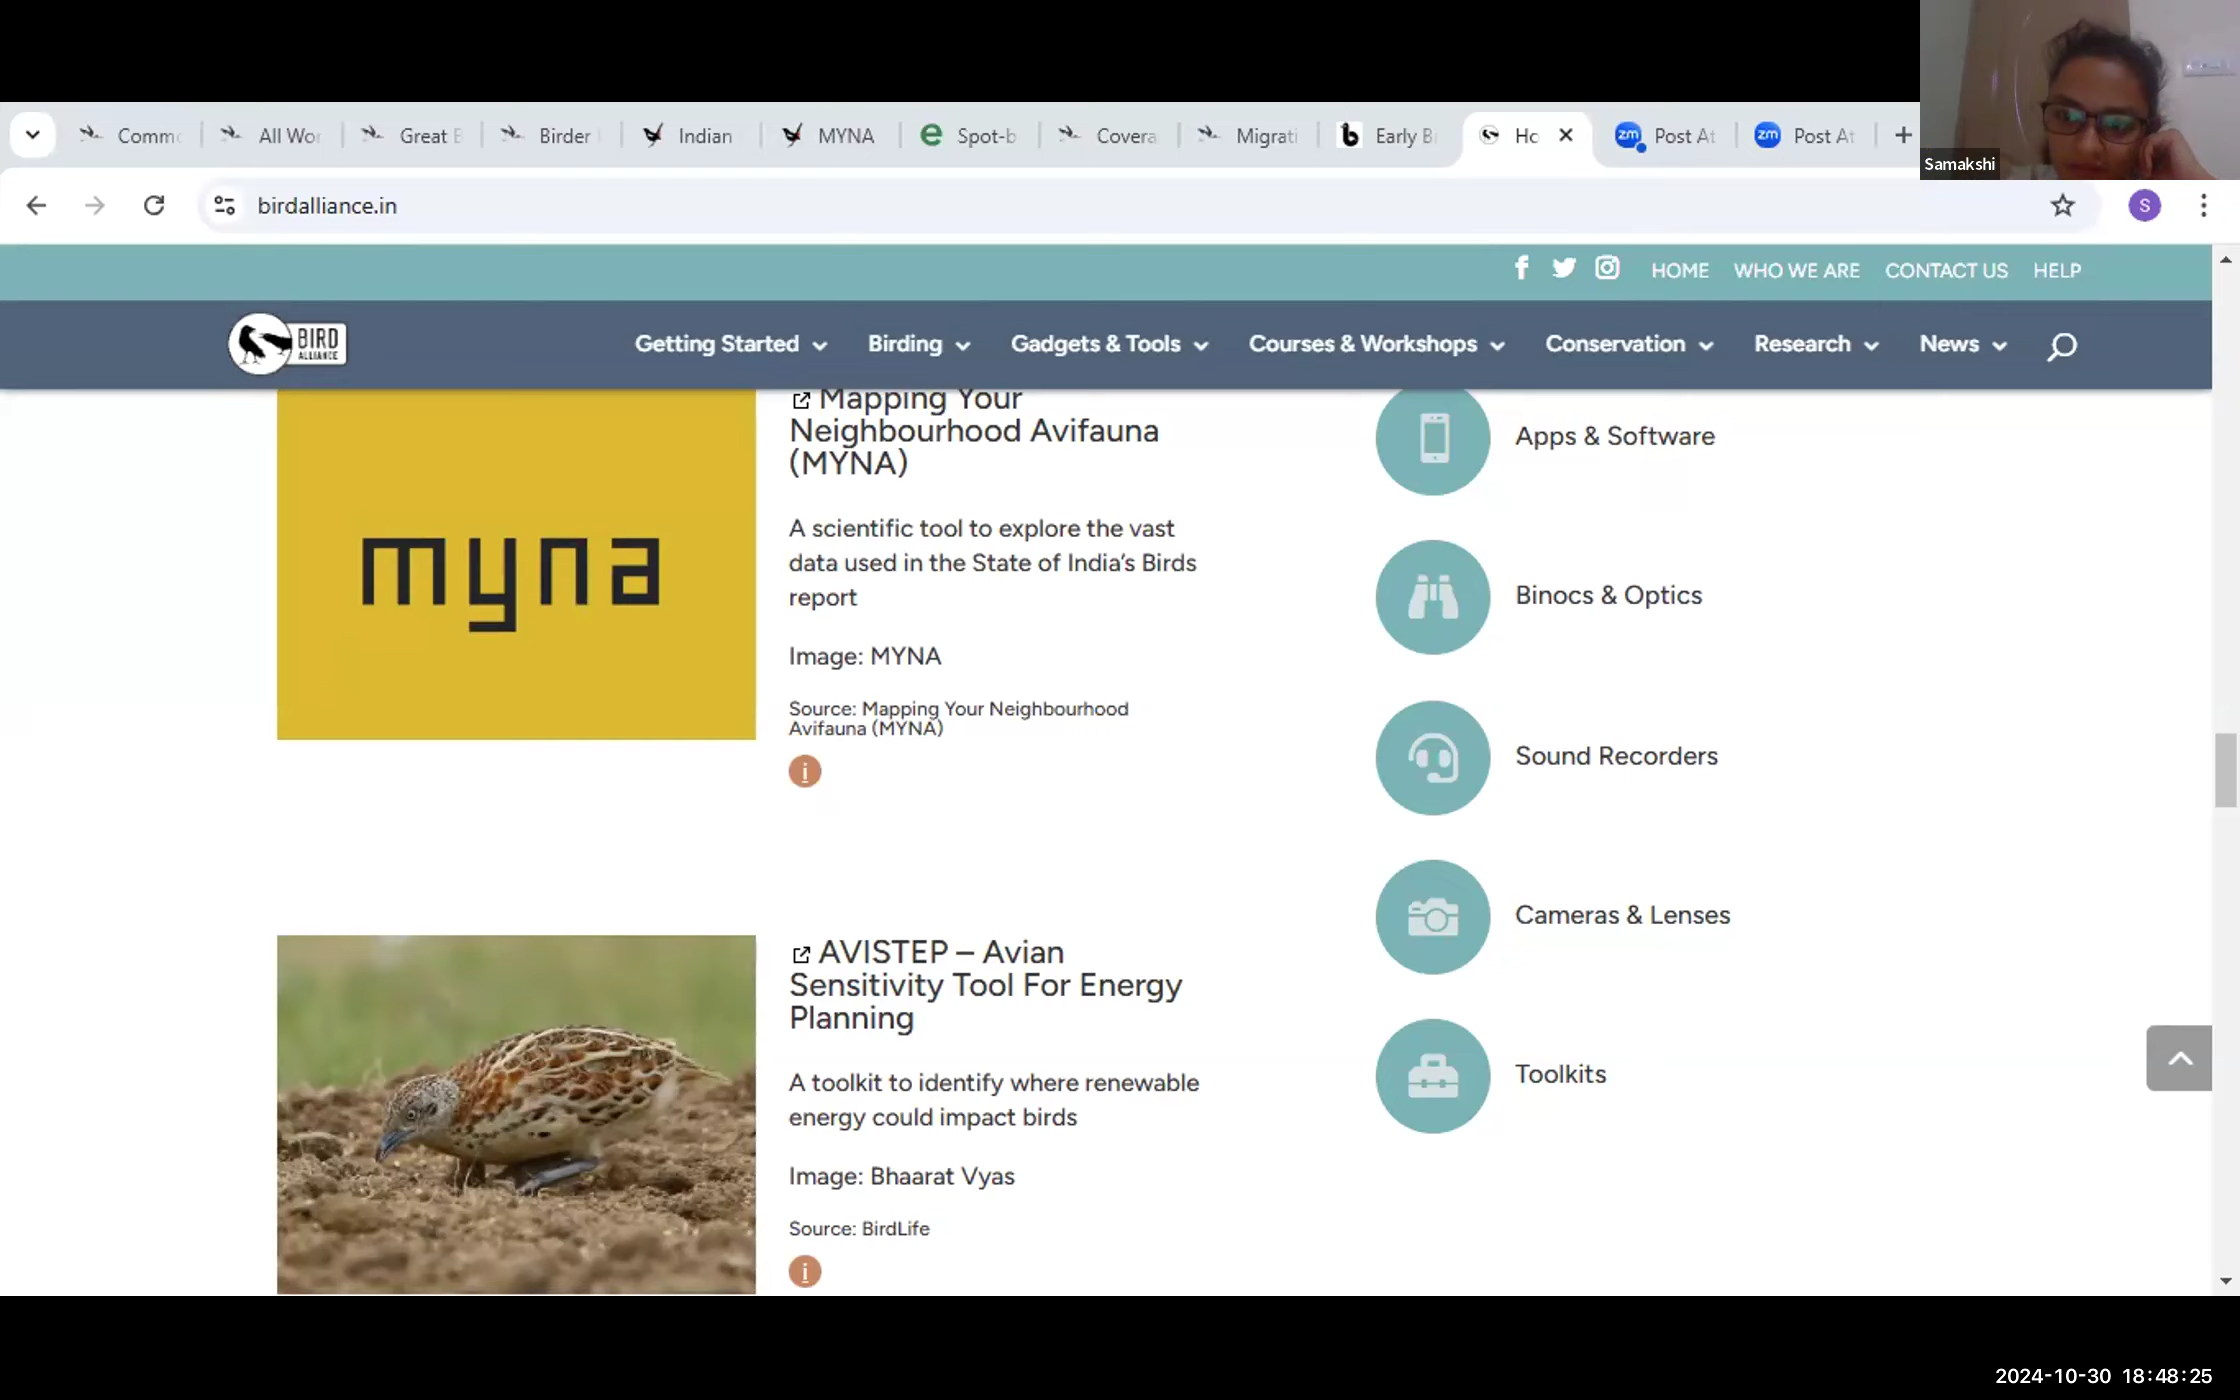 Samakshi
Comm
All Wo
Great
Birder
Indian
MYNA
Spot-b
Covera
Migrati
Early B
Ho
zm Post At
zm Post At
birdalliance.in
S
HOME WHO WE ARE CONTACT US HELP
BIRD
ALLIANCE
Getting Started Birding Gadgets & Tools Courses & Workshops Conservation Research News
Mapping Your
Neighbourhood Avifauna
(MYNA)
myna
A scientific tool to explore the vast
data used in the State of India's Birds
report
Image: MYNA
Source: Mapping Your Neighbourhood
Avifauna (MYNA)
i
AVISTEP – Avian
Sensitivity Tool For Energy
Planning
A toolkit to identify where renewable
energy could impact birds
Image: Bhaarat Vyas
Source: BirdLife
i
Apps & Software
Binocs & Optics
Sound Recorders
Cameras & Lenses
Toolkits
2024-10-30 18:48:25